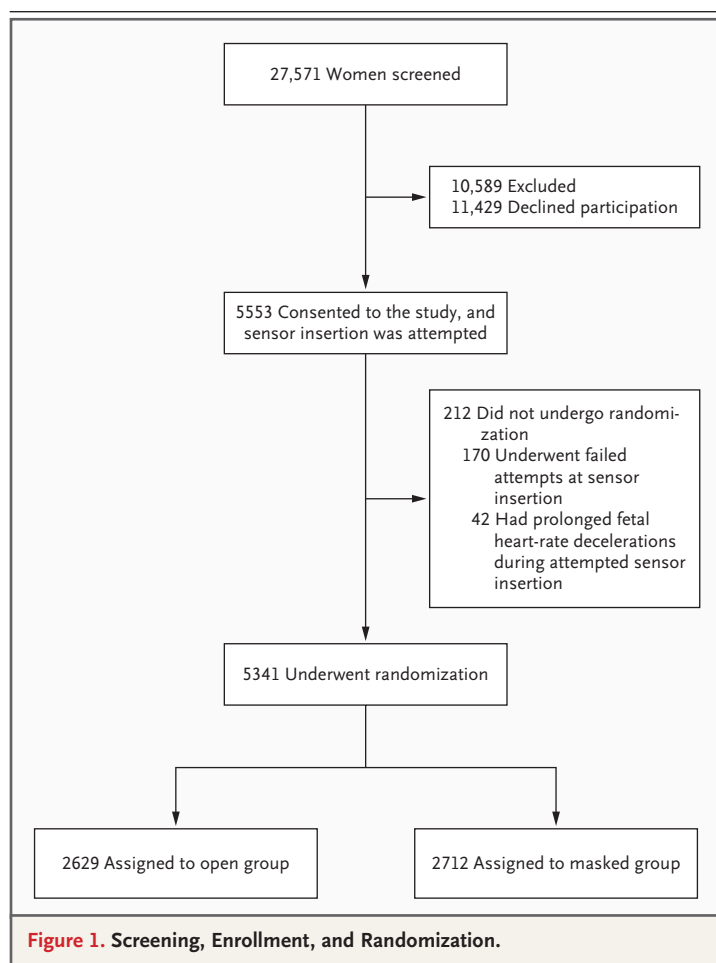 27,571 Women screened
10,589 Excluded
11,429 Declined participation
5553 Consented to the study, and
sensor insertion was attempted
212 Did not undergo randomi-
zation
170 Underwent failed
attempts at sensor
insertion
42 Had prolonged fetal
heart-rate decelerations
during attempted sensor
insertion
5341 Underwent randomization
2629 Assigned to open group
2712 Assigned to masked group
Figure 1. Screening, Enrollment, and Randomization.